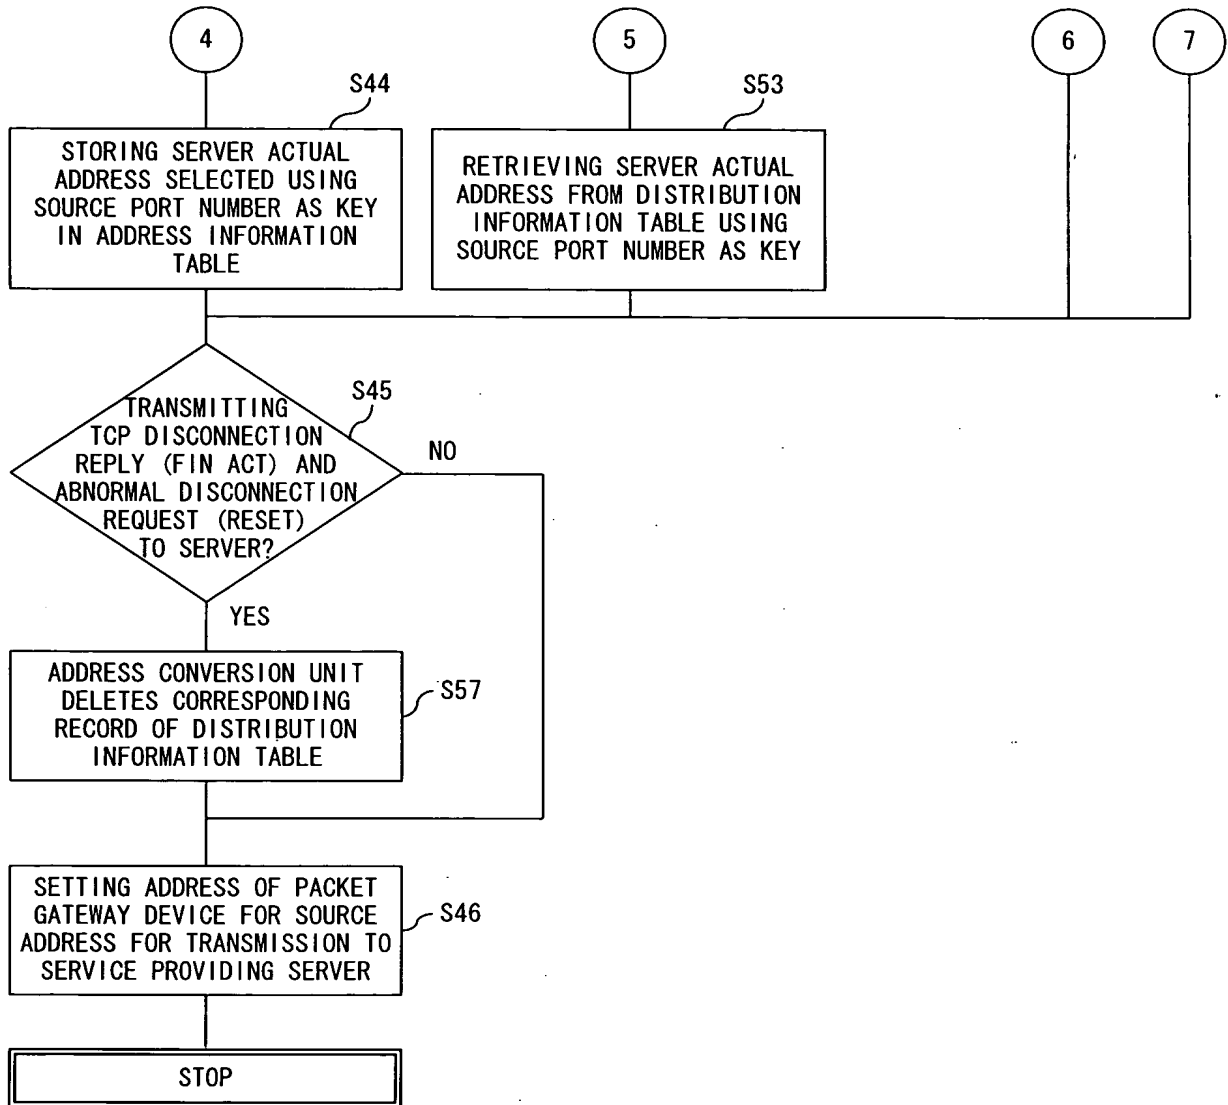 4
5
6
7
S44
STORING SERVER ACTUAL
ADDRESS SELECTED USING
SOURCE PORT NUMBER AS KEY
IN ADDRESS INFORMATION
TABLE
S53
RETRIEVING SERVER ACTUAL
ADDRESS FROM DISTRIBUTION
INFORMATION TABLE USING
SOURCE PORT NUMBER AS KEY
S45
TRANSMITTING
TCP DISCONNECTION
REPLY (FIN ACT) AND
ABNORMAL DISCONNECTION
REQUEST (RESET)
TO SERVER?
NO
YES
ADDRESS CONVERSION UNIT
DELETES CORRESPONDING
RECORD OF DISTRIBUTION
INFORMATION TABLE
S57
SETTING ADDRESS OF PACKET
GATEWAY DEVICE FOR SOURCE
ADDRESS FOR TRANSMISSION TO
SERVICE PROVIDING SERVER
S46
STOP